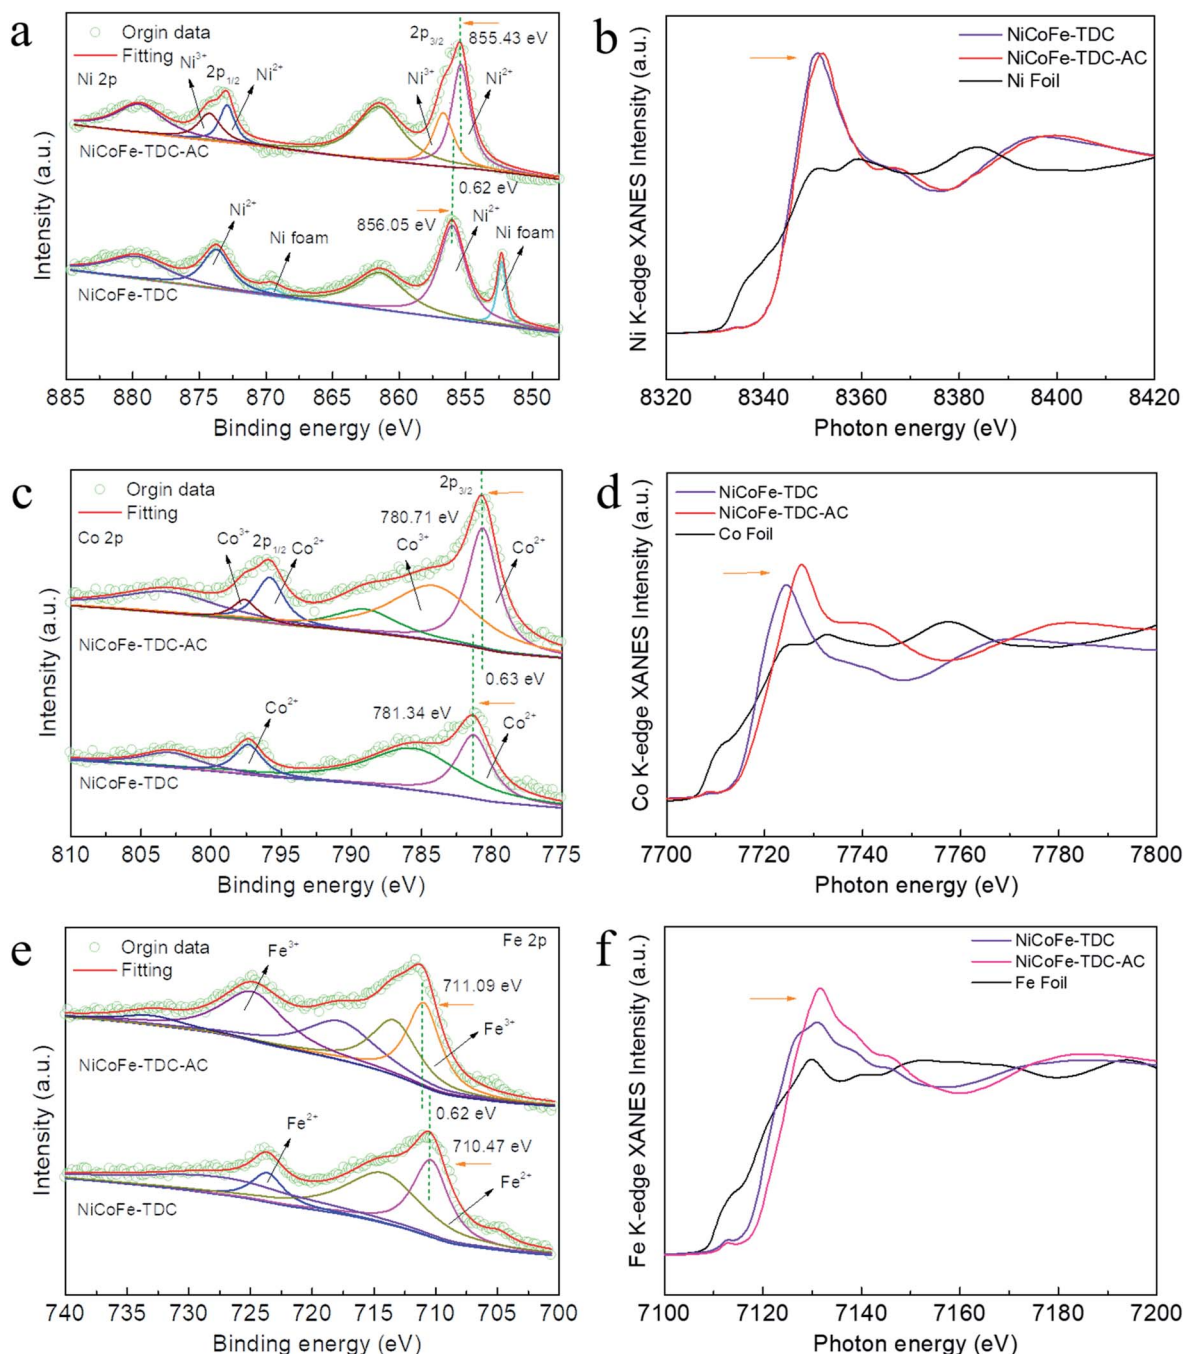 a
Orgin data
Fitting
Ni 2p
Ni³⁺
2p₁/₂
Ni²⁺
2p₃/₂
855.43 eV
Ni³⁺
Ni²⁺
NiCoFe-TDC-AC
0.62 eV
856.05 eV
Ni²⁺
Ni foam
Ni²⁺
Ni foam
NiCoFe-TDC
Intensity (a.u.)
885 880 875 870 865 860 855 850
Binding energy (eV)
b
NiCoFe-TDC
NiCoFe-TDC-AC
Ni Foil
Ni K-edge XANES Intensity (a.u.)
8320 8340 8360 8380 8400 8420
Photon energy (eV)
c
Orgin data
Fitting
Co 2p
Co³⁺
2p₁/₂
Co²⁺
2p₃/₂
780.71 eV
Co³⁺
Co²⁺
NiCoFe-TDC-AC
0.63 eV
781.34 eV
Co²⁺
Co²⁺
NiCoFe-TDC
Intensity (a.u.)
810 805 800 795 790 785 780 775
Binding energy (eV)
d
NiCoFe-TDC
NiCoFe-TDC-AC
Co Foil
Co K-edge XANES Intensity (a.u.)
7700 7720 7740 7760 7780 7800
Photon energy (eV)
e
Orgin data
Fitting
Fe³⁺
Fe 2p
711.09 eV
Fe³⁺
NiCoFe-TDC-AC
0.62 eV
Fe²⁺
710.47 eV
Fe²⁺
NiCoFe-TDC
Intensity (a.u.)
740 735 730 725 720 715 710 705 700
Binding energy (eV)
f
NiCoFe-TDC
NiCoFe-TDC-AC
Fe Foil
Fe K-edge XANES Intensity (a.u.)
7100 7120 7140 7160 7180 7200
Photon energy (eV)